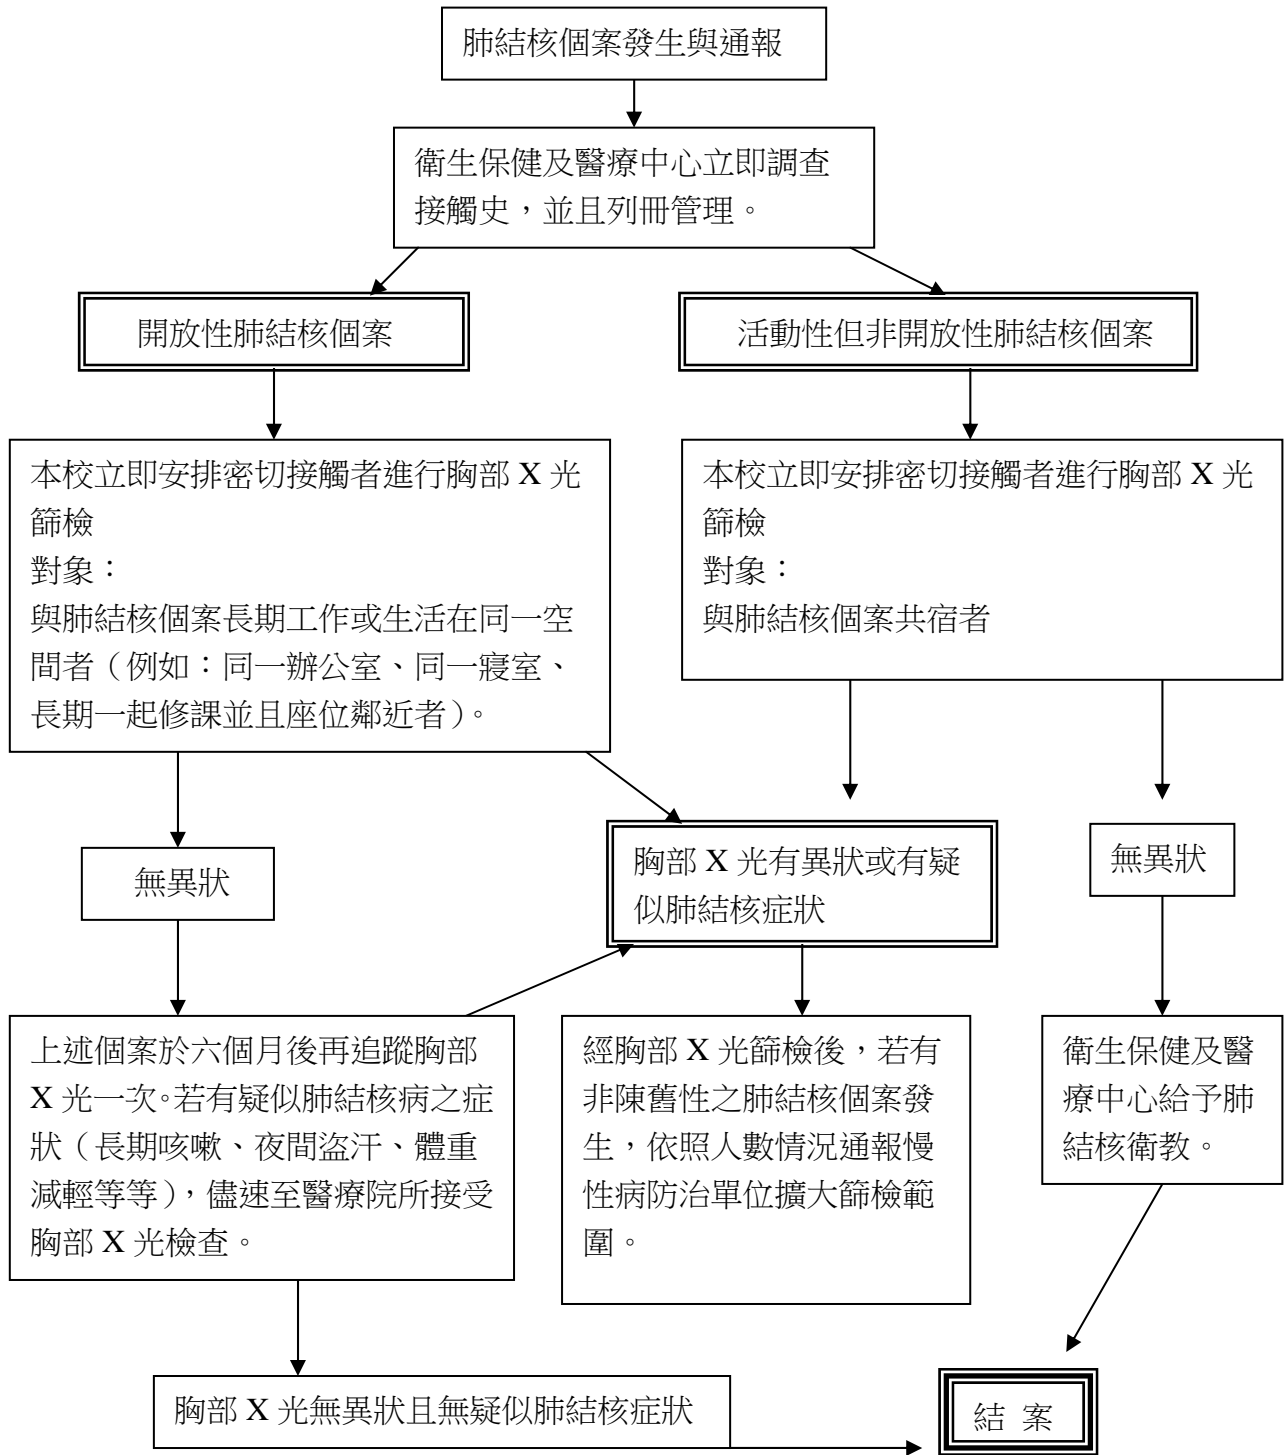 肺結核個案發生與通報
衛生保健及醫療中心立即調查
接觸史，並且列冊管理。
開放性肺結核個案
活動性但非開放性肺結核個案
本校立即安排密切接觸者進行胸部 X 光
篩檢
對象：
與肺結核個案長期工作或生活在同一空
間者（例如：同一辦公室、同一寢室、
長期一起修課並且座位鄰近者）。
本校立即安排密切接觸者進行胸部 X 光
篩檢
對象：
與肺結核個案共宿者
無異狀
胸部 X 光有異狀或有疑
似肺結核症狀
無異狀
上述個案於六個月後再追蹤胸部
X 光一次。若有疑似肺結核病之症
狀（長期咳嗽、夜間盜汗、體重
減輕等等），儘速至醫療院所接受
胸部 X 光檢查。
經胸部 X 光篩檢後，若有
非陳舊性之肺結核個案發
生，依照人數情況通報慢
性病防治單位擴大篩檢範
圍。
衛生保健及醫
療中心給予肺
結核衛教。
胸部 X 光無異狀且無疑似肺結核症狀
結 案